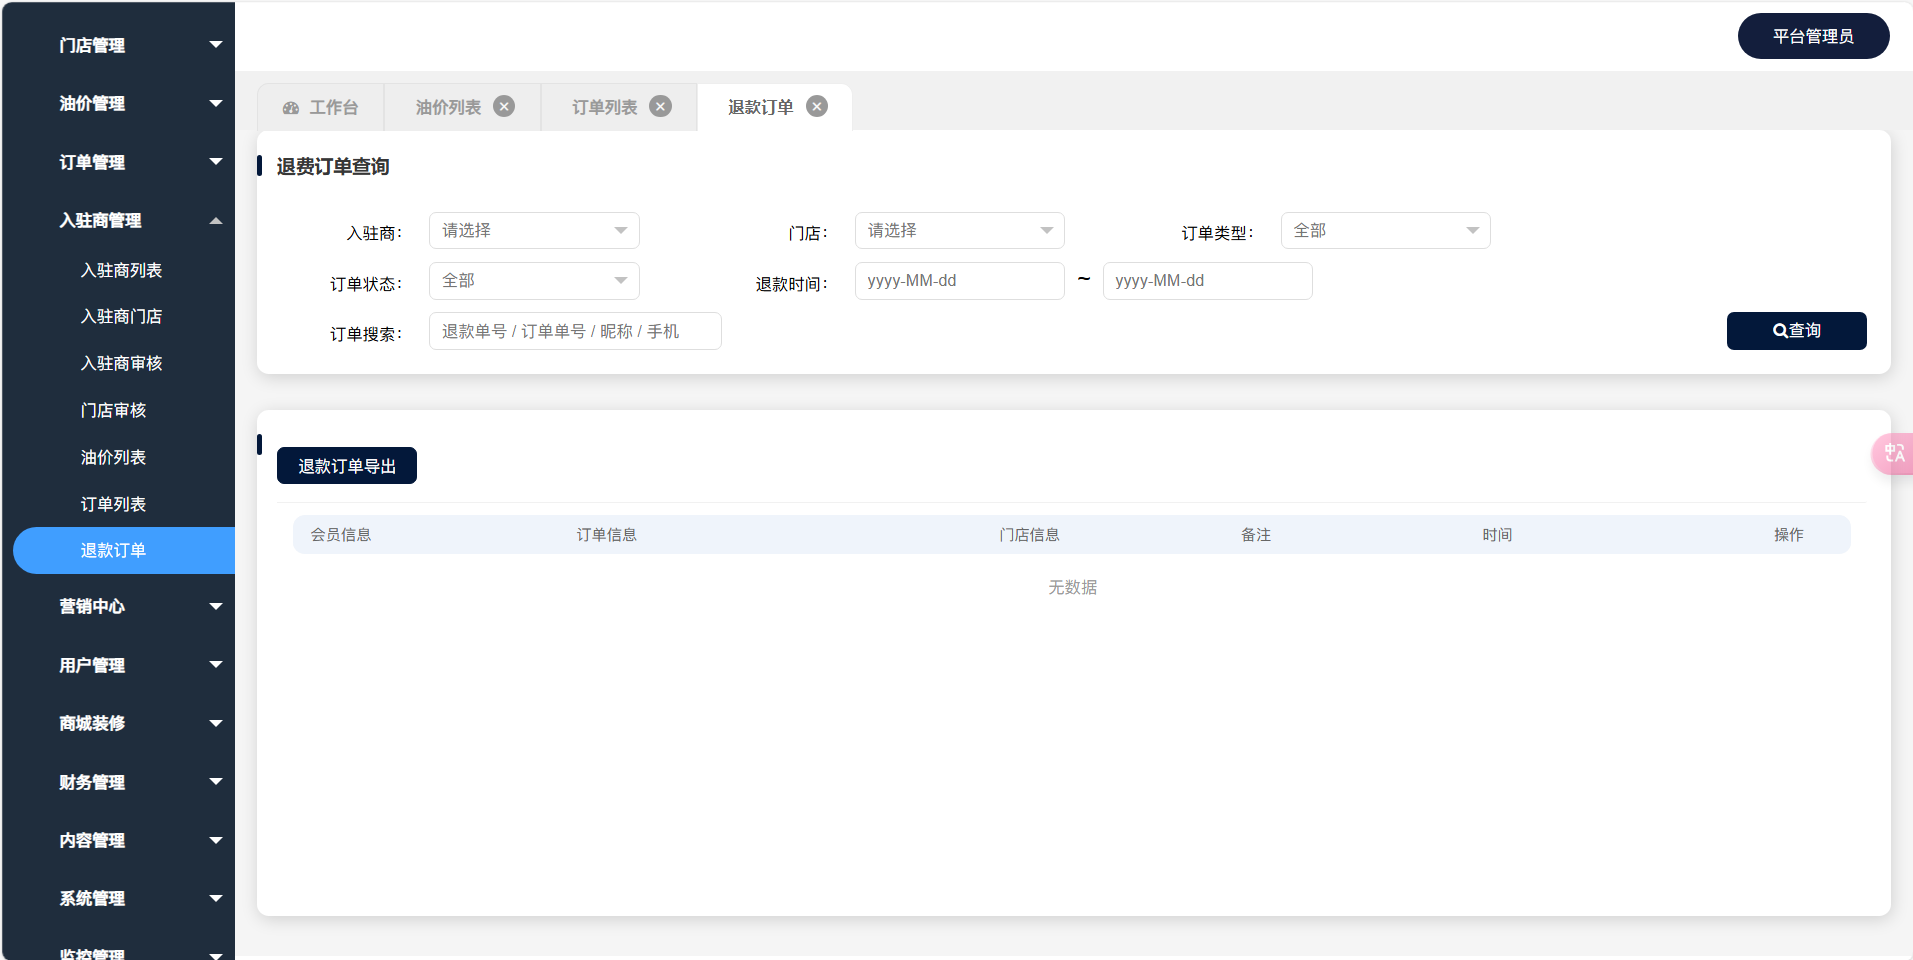 门店管理
油价管理
订单管理
入驻商管理
入驻商列表
入驻商门店
入驻商审核
门店审核
油价列表
订单列表
退款订单
营销中心
用户管理
商城装修
财务管理
内容管理
系统管理
监控管理
平台管理员
工作台 油价列表 订单列表 退款订单
退费订单查询
入驻商： 请选择 门店： 请选择 订单类型： 全部
订单状态： 全部 退款时间： yyyy-MM-dd ~ yyyy-MM-dd
订单搜索： 退款单号 / 订单单号 / 昵称 / 手机 查询
退款订单导出
会员信息 订单信息 门店信息 备注 时间 操作
无数据